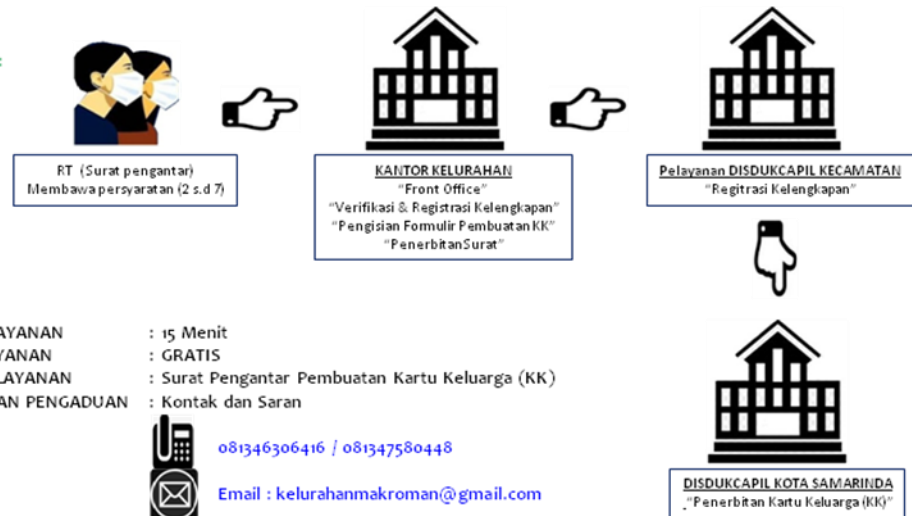 RT (Surat pengantar)
Membawa persyaratan (2 s.d 7)
KANTOR KELURAHAN
"Front Office"
"Verifikasi & Registrasi Kelengkapan"
"Pengisian Formulir Pembuatan KK"
"PenerbitanSurat"
Pelayanan DISDUKCAPIL KECAMATAN
"Regitrasi Kelengkapan"
AYANAN : 15 Menit
YANAN : GRATIS
LAYANAN : Surat Pengantar Pembuatan Kartu Keluarga (KK)
AN PENGADUAN : Kontak dan Saran
081346306416 / 081347580448
Email : kelurahanmakroman@gmail.com
DISDUKCAPIL KOTA SAMARINDA
"Penerbitan Kartu Keluarga (KK)"